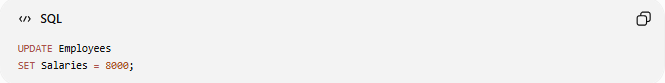 </> SQL
UPDATE Employees
SET Salaries = 8000;